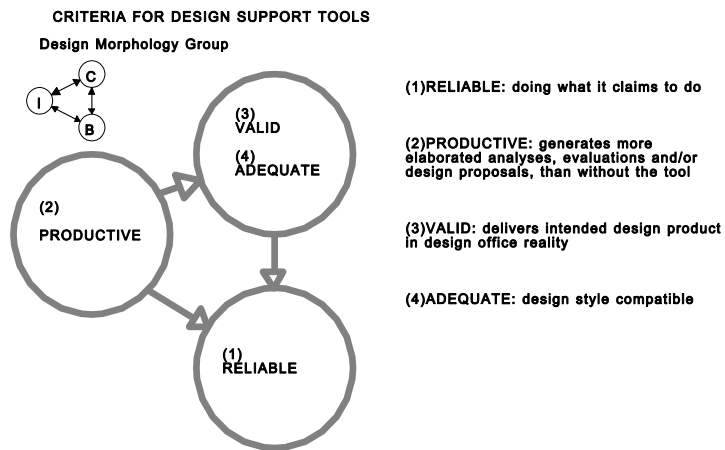 CRITERIA FOR DESIGN SUPPORT TOOLS
Design Morphology Group
C
I
B
(3)
VALID
(4)
ADEQUATE
(2)
PRODUCTIVE
(1)
RELIABLE
(1)RELIABLE: doing what it claims to do
(2)PRODUCTIVE: generates more
elaborated analyses, evaluations and/or
design proposals, than without the tool
(3)VALID: delivers intended design product
in design office reality
(4)ADEQUATE: design style compatible